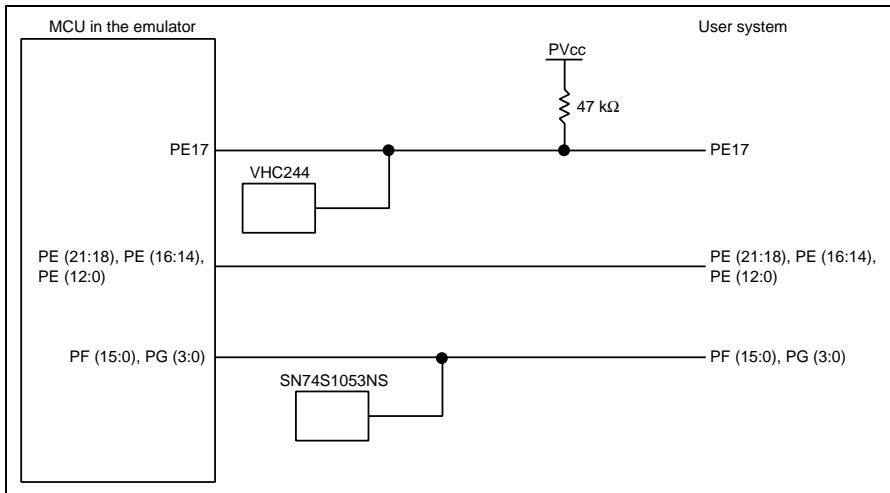 MCU in the emulator
User system
PVcc
47 kΩ
PE17
PE17
VHC244
PE (21:18), PE (16:14),
PE (12:0)
PE (21:18), PE (16:14),
PE (12:0)
PF (15:0), PG (3:0)
PF (15:0), PG (3:0)
SN74S1053NS